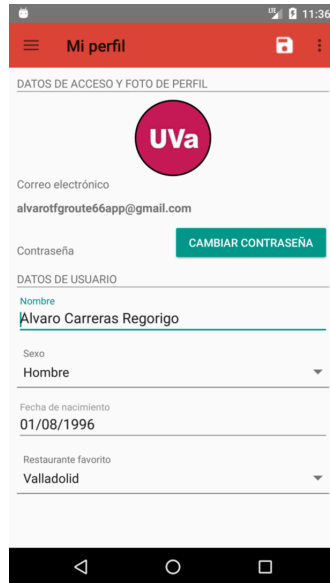 LTE 11:36
Mi perfil
DATOS DE ACCESO Y FOTO DE PERFIL
UVa
Correo electrónico
alvarotfgroute66app@gmail.com
Contraseña
CAMBIAR CONTRASEÑA
DATOS DE USUARIO
Nombre
Alvaro Carreras Regorigo
Sexo
Hombre
Fecha de nacimiento
01/08/1996
Restaurante favorito
Valladolid